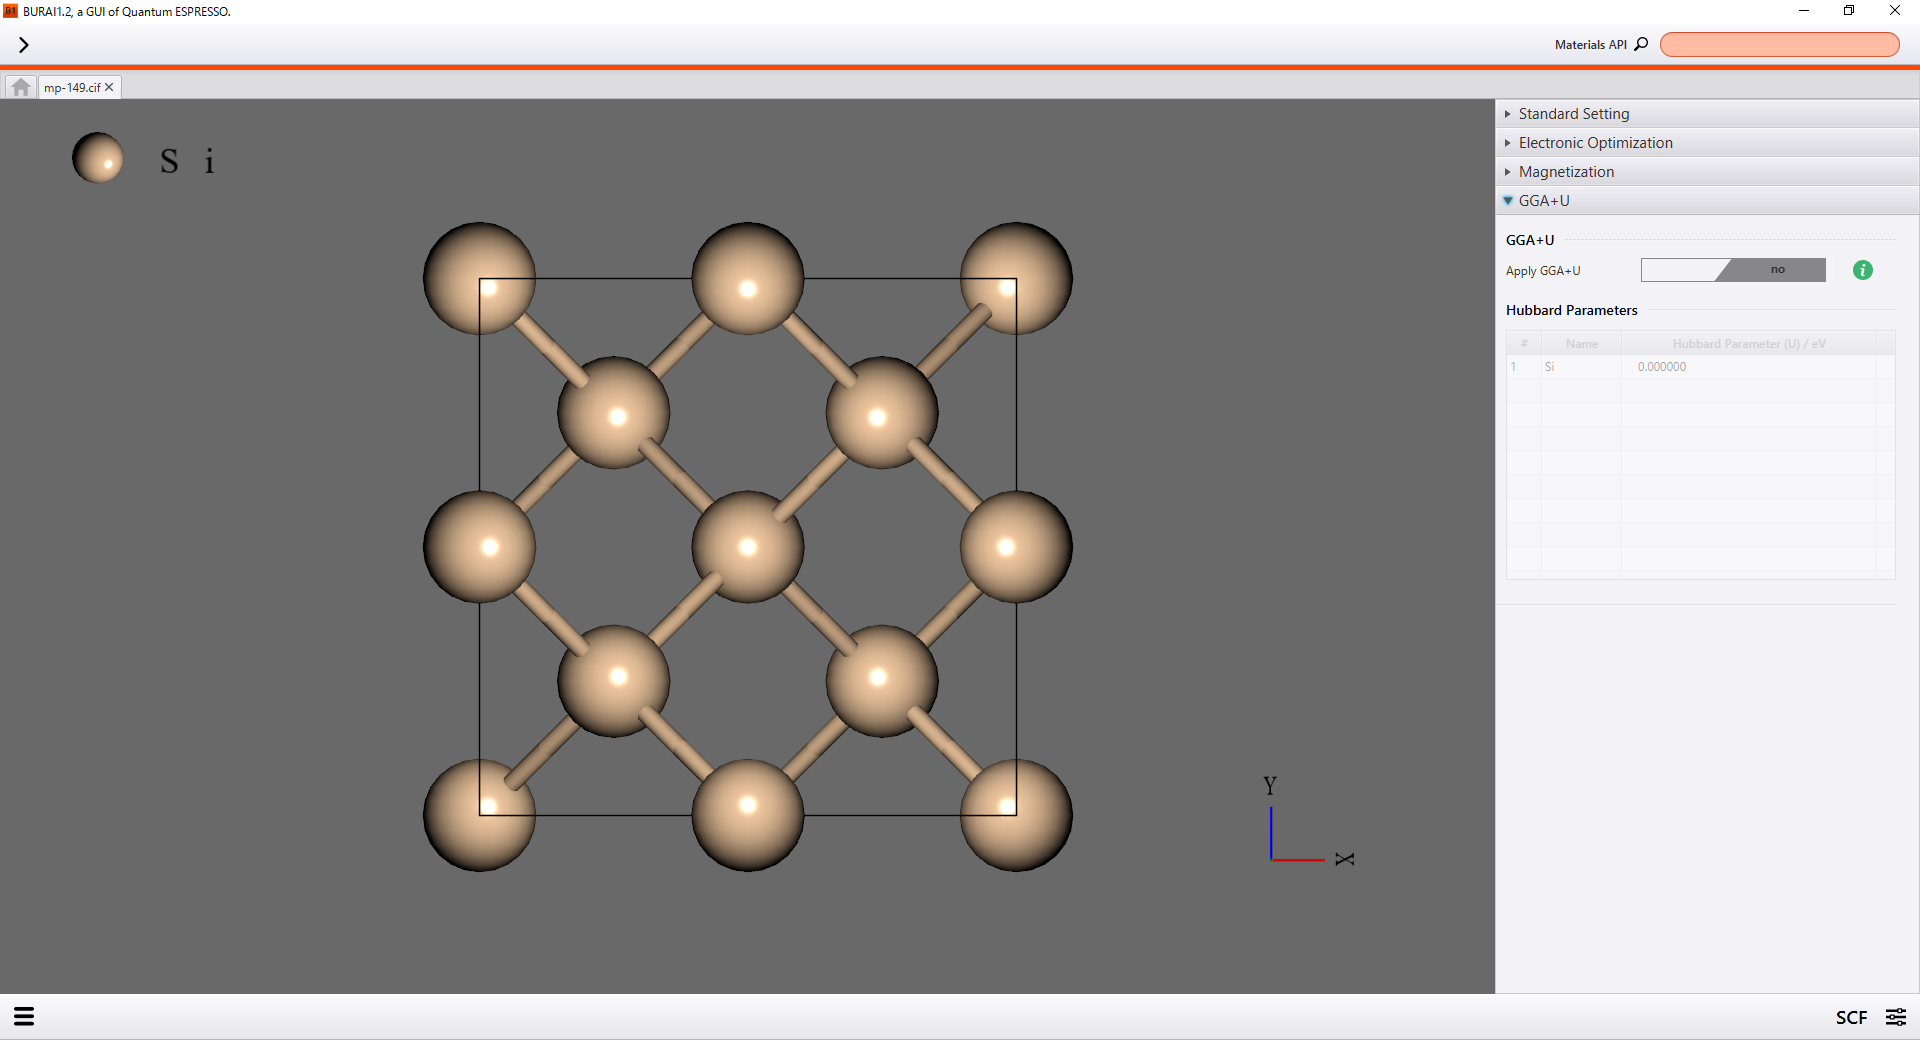 BURAI1.2, a GUI of Quantum ESPRESSO.
Materials API
mp-149.cif
Si
Standard Setting
Electronic Optimization
Magnetization
GGA+U
GGA+U
Apply GGA+U no
Hubbard Parameters
# Name Hubbard Parameter (U) / eV
1 Si 0.000000
Y
X
SCF